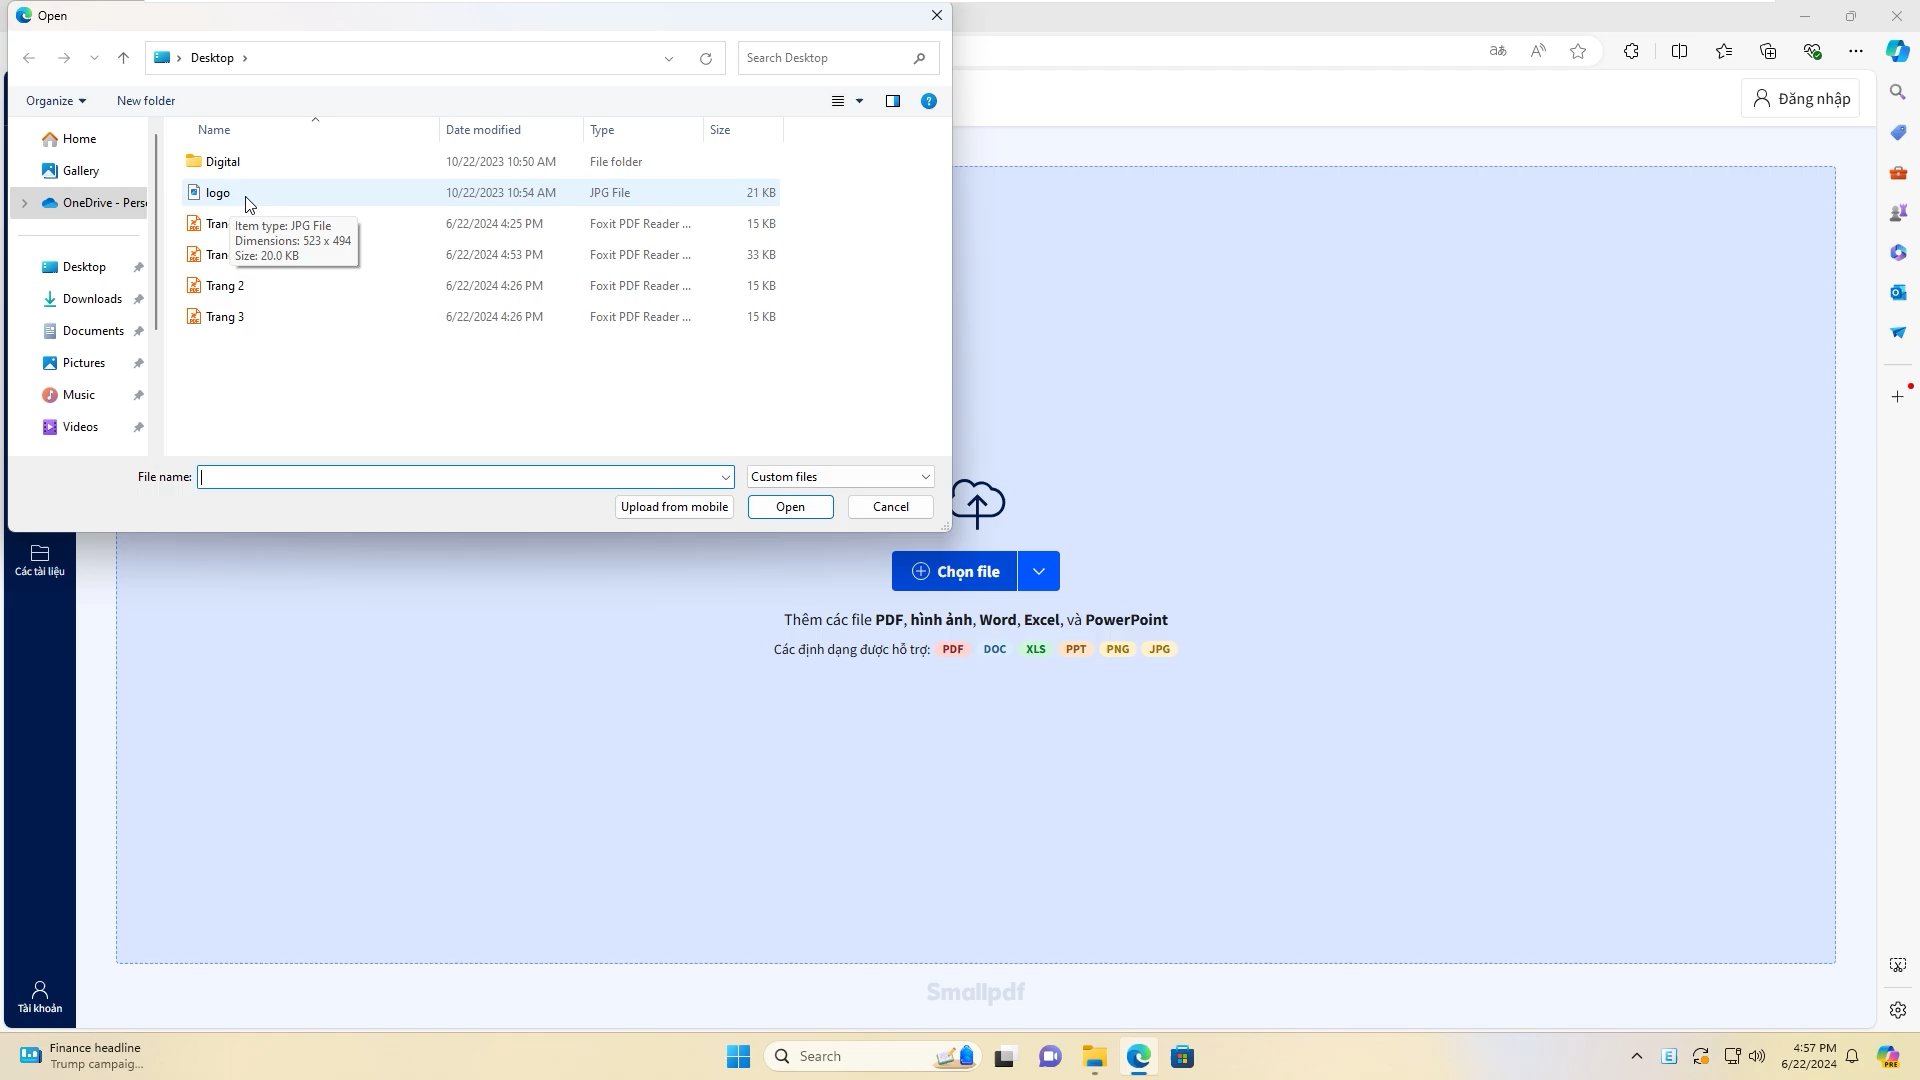 Open
Desktop
Search Desktop
Organize
New folder
Name
Date modified
Type
Size
Home
Gallery
OneDrive - Pers
Desktop
Downloads
Documents
Pictures
Music
Videos
Digital 10/22/2023 10:50 AM File folder
logo 10/22/2023 10:54 AM JPG File 21 KB
Tran 6/22/2024 4:25 PM Foxit PDF Reader ... 15 KB
Tran 6/22/2024 4:53 PM Foxit PDF Reader ... 33 KB
Trang 2 6/22/2024 4:26 PM Foxit PDF Reader ... 15 KB
Trang 3 6/22/2024 4:26 PM Foxit PDF Reader ... 15 KB
Item type: JPG File
Dimensions: 523 x 494
Size: 20.0 KB
File name:
Custom files
Upload from mobile
Open
Cancel
Đăng nhập
Các tài liệu
Chọn file
Thêm các file PDF, hình ảnh, Word, Excel, và PowerPoint
Các định dạng được hỗ trợ: PDF DOC XLS PPT PNG JPG
Tài khoản
Smallpdf
Finance headline
Trump campaig...
Search
4:57 PM
6/22/2024